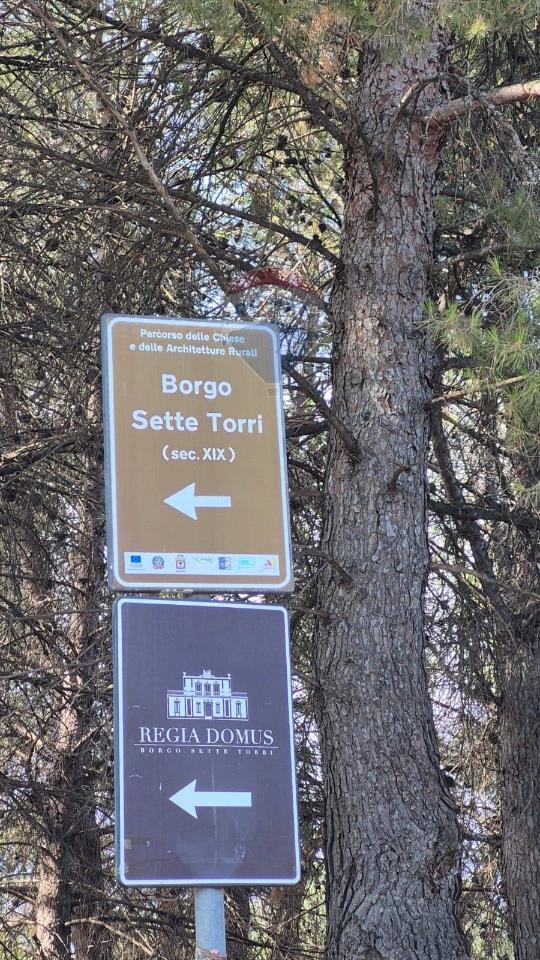 Percorso delle Chiese
e delle Architetture Rurali
Borgo
Sette Torri
(sec. XIX)
REGIA DOMUS
BORGO SETTE TORRI